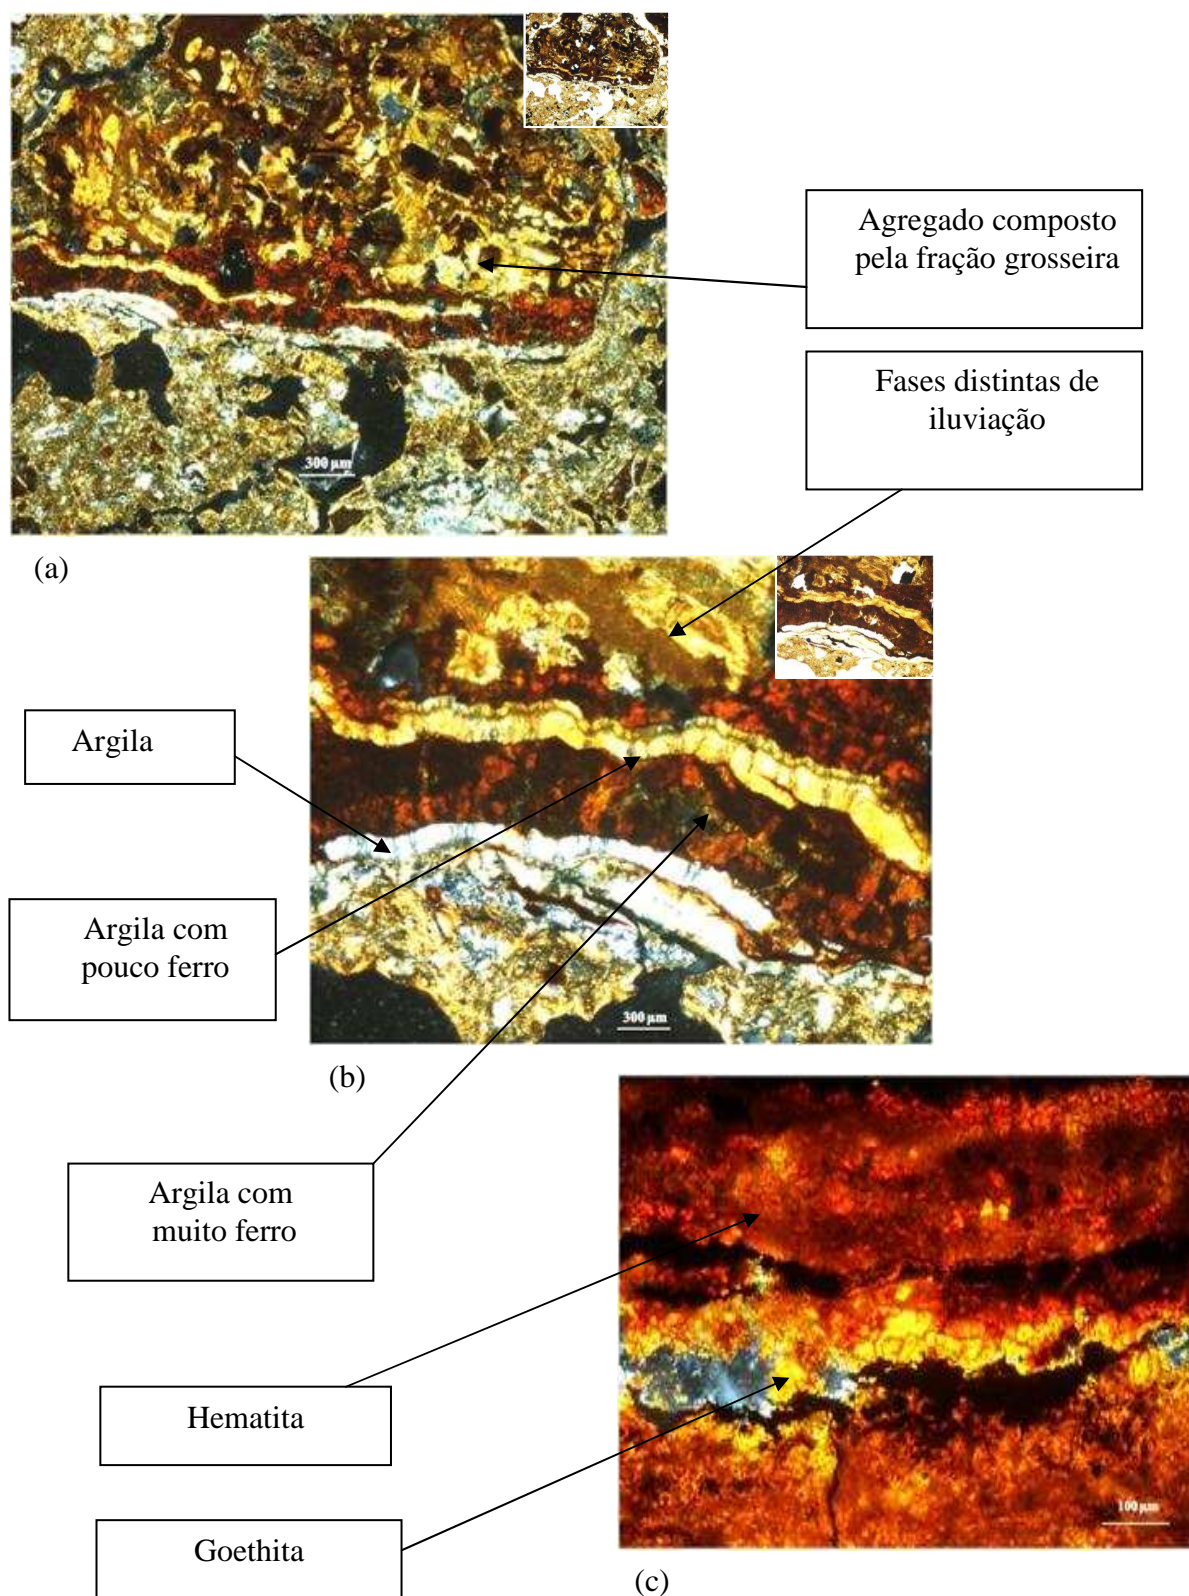 Agregado composto
pela fração grosseira
300 µm
Fases distintas de
iluviação
(a)
Argila
Argila com
pouco ferro
300 µm
(b)
Argila com
muito ferro
Hematita
100 µm
Goethita
(c)